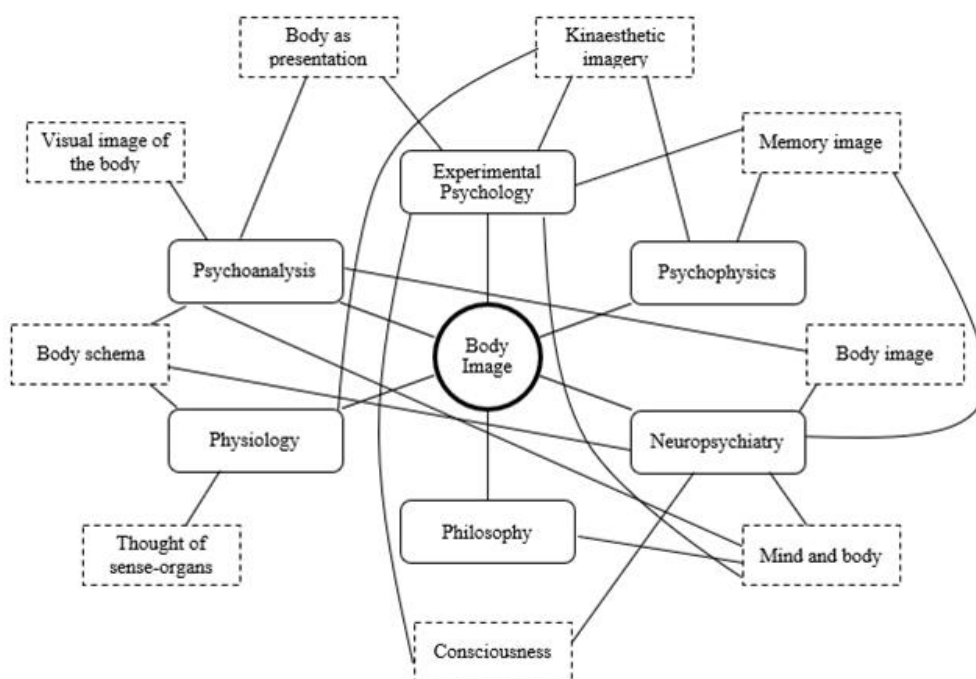 Body as
presentation
Kinaesthetic
imagery
Visual image of
the body
Memory image
Experimental
Psychology
Psychoanalysis
Psychophysics
Body schema
Body
Image
Body image
Physiology
Neuropsychiatry
Philosophy
Thought of
sense-organs
Mind and body
Consciousness